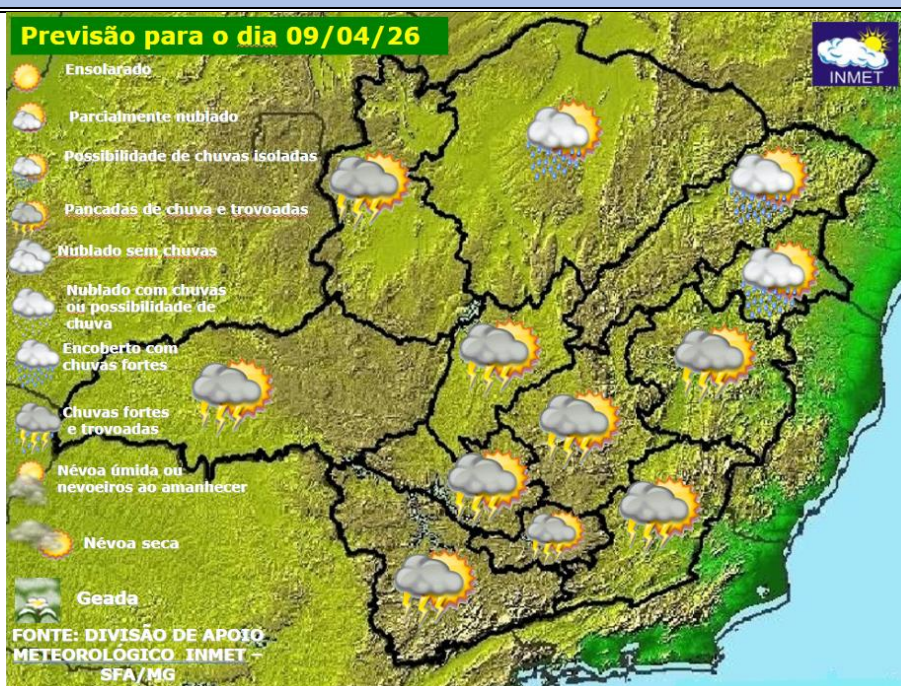 Previsão para o dia 09/04/26
INMET
Ensolarado
Parcialmente nublado
Possibilidade de chuvas isoladas
Pancadas de chuva e trovoadas
Nublado sem chuvas
Nublado com chuvas
ou possibilidade de
chuva
Encoberto com
chuvas fortes
Chuvas fortes
e trovoadas
Névoa úmida ou
nevoeiros ao amanhecer
Névoa seca
Geada
FONTE: DIVISÃO DE APOIO
METEOROLÓGICO INMET –
SFA/MG